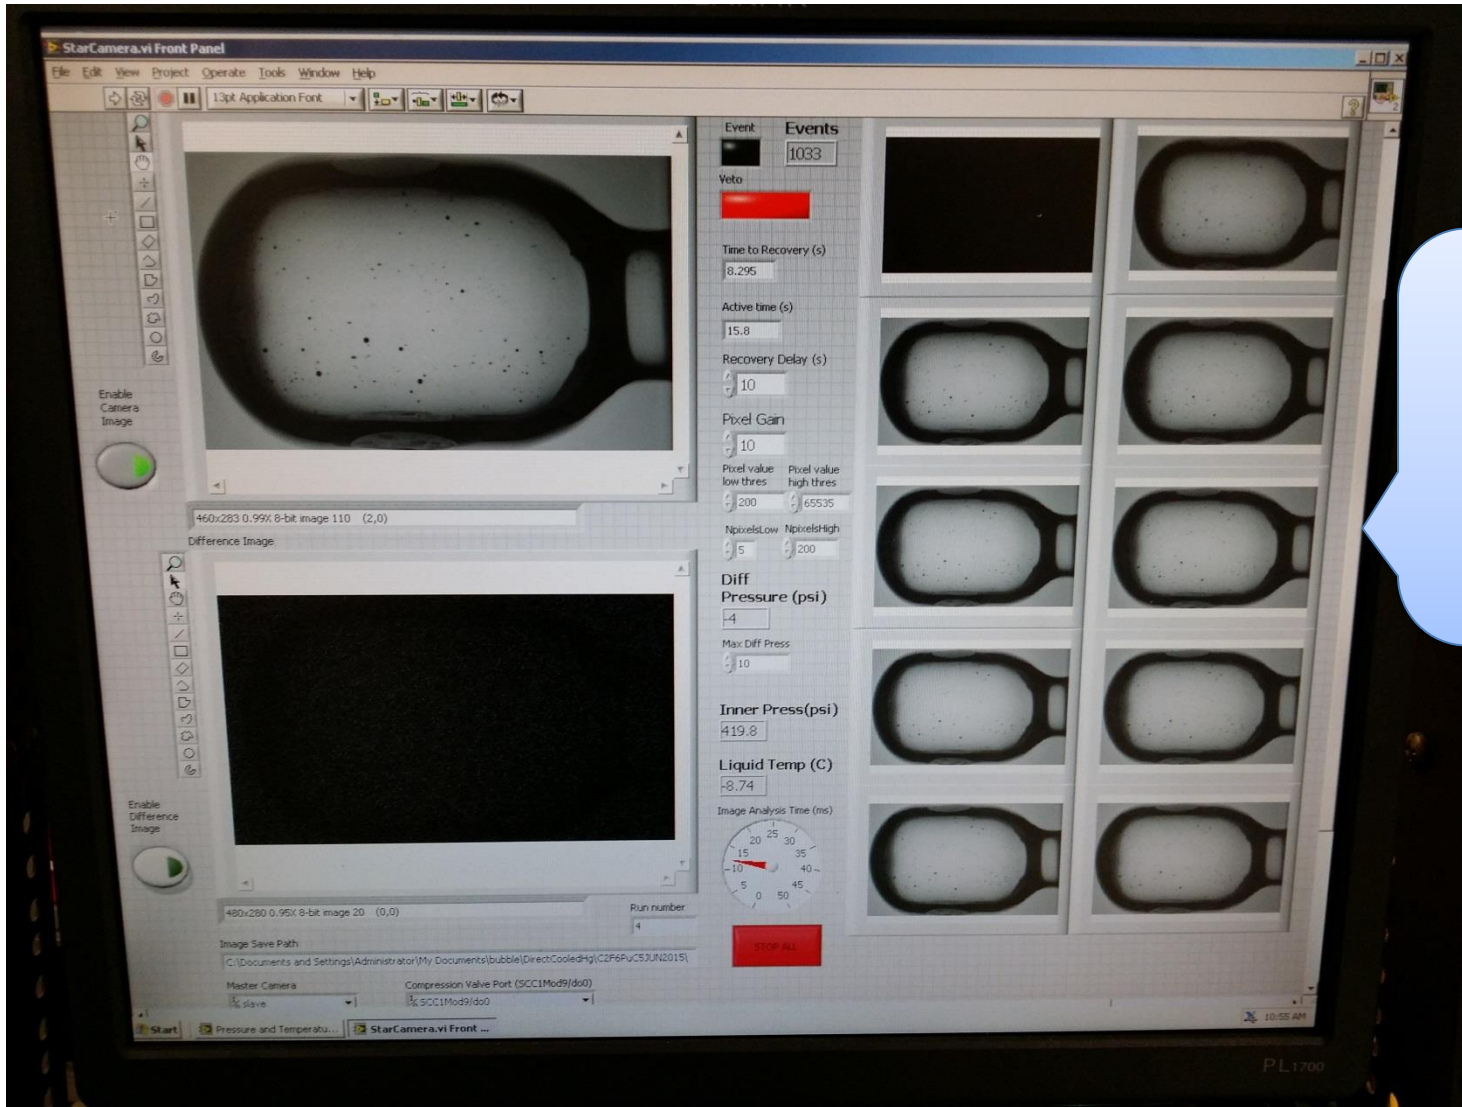 StarCamera.vi Front Panel
File Edit View Project Operate Tools Window Help
13pt Application Font
2
Event
Events
1033
Veto
Time to Recovery (s)
8.295
Active time (s)
15.8
Recovery Delay (s)
10
Pixel Gain
10
Pixel value low thres
Pixel value high thres
200
65535
NpixelsLow
NpixelsHigh
5
200
Diff
Pressure (psi)
-4
Max Diff Press
10
Inner Press(psi)
419.8
Liquid Temp (C)
-8.74
Image Analysis Time (ms)
0 5 10 15 20 25 30 35 40 45 50
STOP ALL
Enable
Camera
Image
460x283 0.99X 8-bit image 110 (2,0)
Difference Image
Enable
Difference
Image
480x280 0.95X 8-bit image 20 (0,0)
Run number
4
Image Save Path
C:\Documents and Settings\Administrator\My Documents\bubble\DirectCooledHg\C2F6PuC5JUN2015\
Master Camera
slave
Compression Valve Port (SCC1Mod9/do0)
SCC1Mod9/do0
Start
Pressure and Temperatu...
StarCamera.vi Front ...
10:55 AM
PL1700